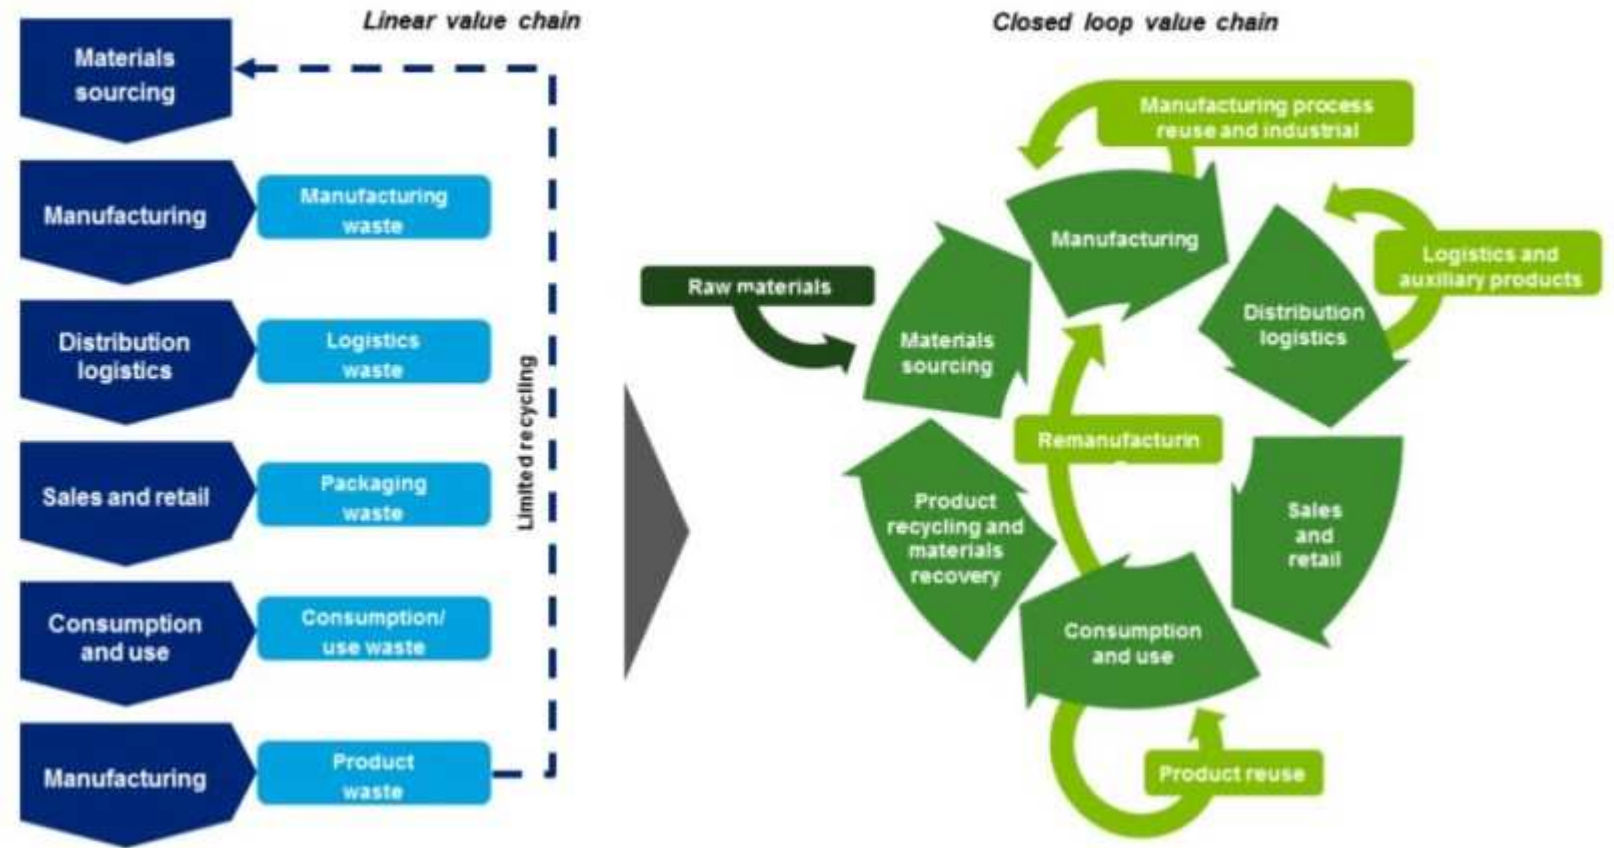 Linear value chain
Materials
sourcing
Manufacturing
Manufacturing
waste
Distribution
logistics
Logistics
waste
Sales and retail
Packaging
waste
Consumption
and use
Consumption/
use waste
Manufacturing
Product
waste
Limited recycling
Closed loop value chain
Manufacturing process
reuse and industrial
Manufacturing
Logistics and
auxiliary products
Distribution
logistics
Raw materials
Materials
sourcing
Remanufacturin
Product
recycling and
materials
recovery
Sales
and
retail
Consumption
and use
Product reuse